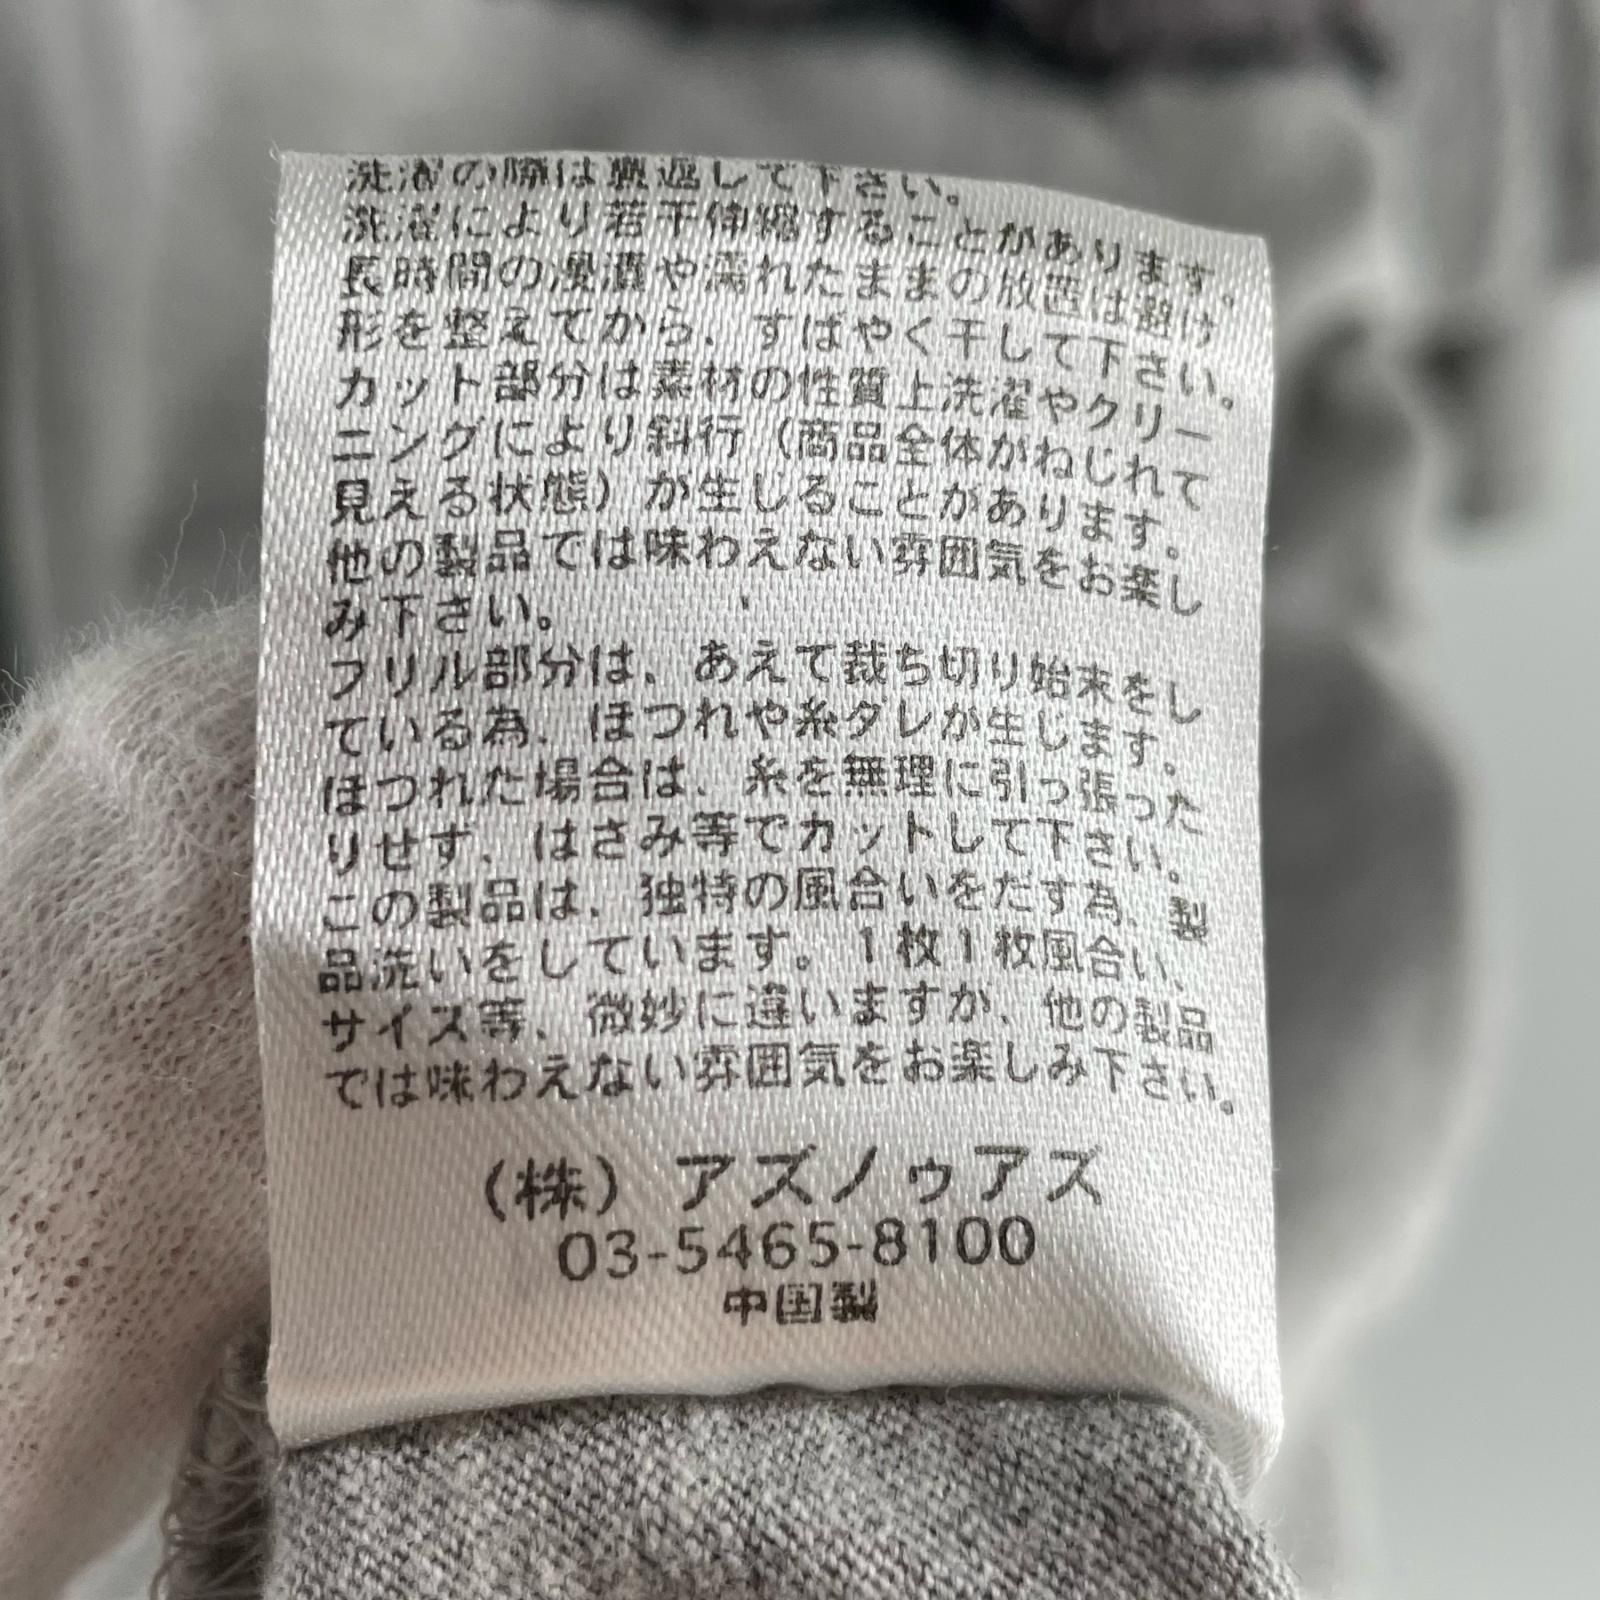 洗濯の際は裏返して下さい。
洗濯により若干伸縮することがあります。
長時間の浸漬や濡れたままの放置は避け
形を整えてから、すばやく干して下さい。
カット部分は素材の性質上洗濯やクリー
ニングにより斜行（商品全体がねじれて
見える状態）が生じることがあります。
他の製品では味わえない雰囲気をお楽し
み下さい。
フリル部分は、あえて裁ち切り始末をし
ている為、ほつれや糸ダレが生じます。
ほつれた場合は、糸を無理に引っ張った
りせず、はさみ等でカットして下さい。
この製品は、独特の風合いをだす為、製
品洗いをしています。1枚1枚風合い、
サイズ等、微妙に違いますが、他の製品
では味わえない雰囲気をお楽しみ下さい。
（株）アズノゥアズ
03-5465-8100
中国製